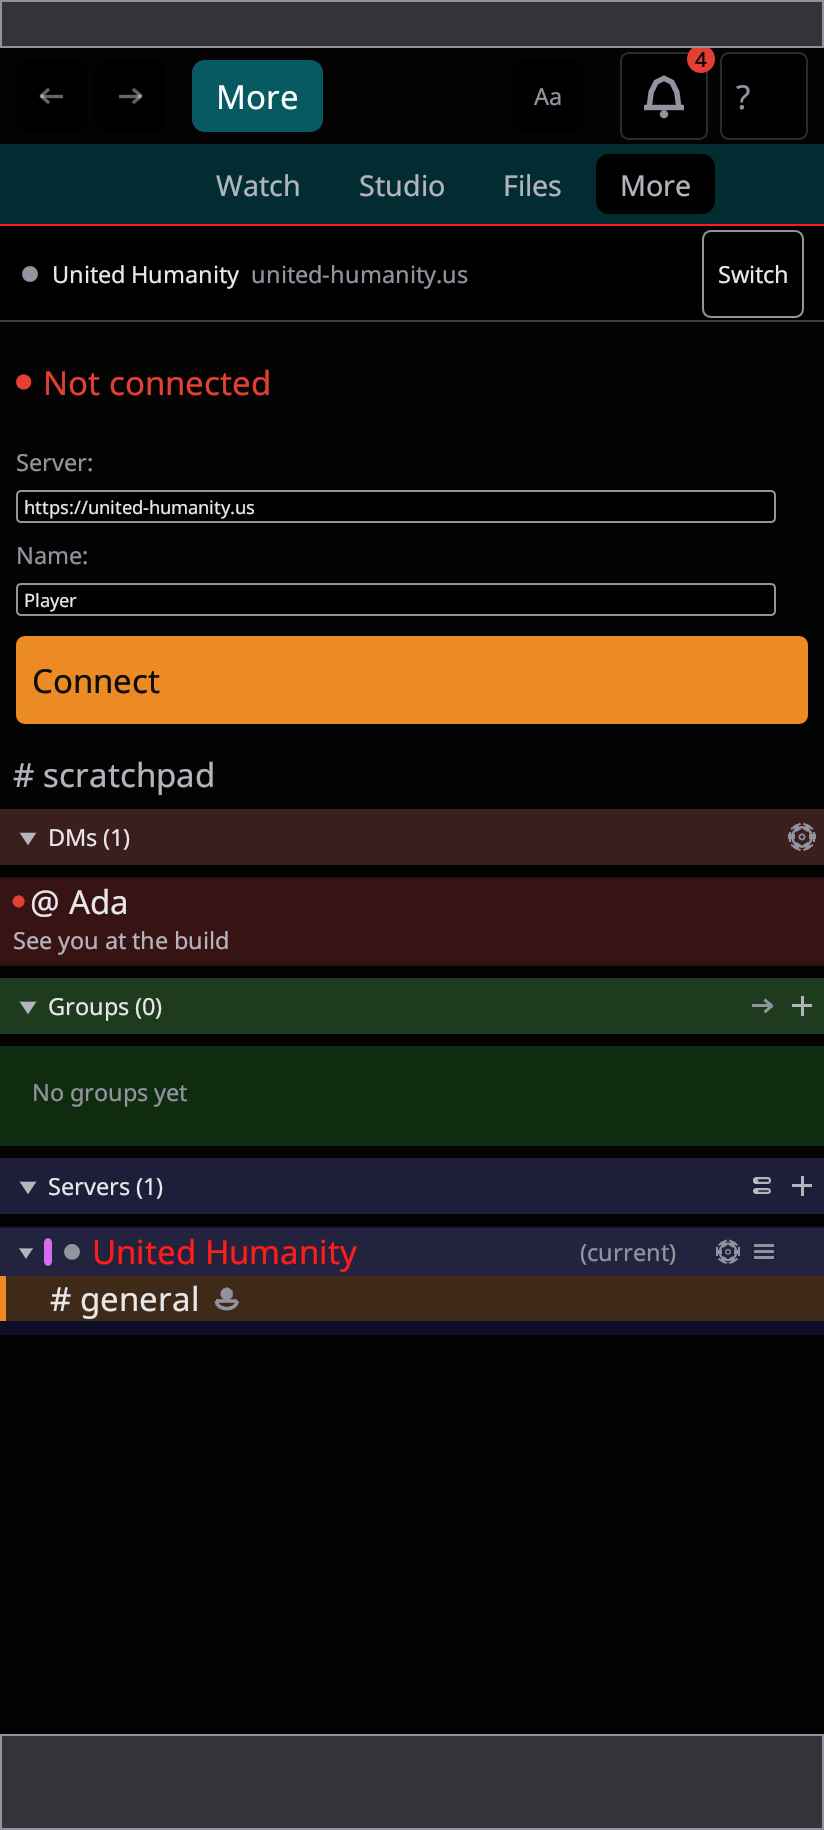 ← → More Aa 4 ?
Watch Studio Files More
United Humanity united-humanity.us Switch
Not connected
Server:
https://united-humanity.us
Name:
Player
Connect
# scratchpad
DMs (1)
@ Ada
See you at the build
Groups (0) → +
No groups yet
Servers (1) +
United Humanity (current)
# general